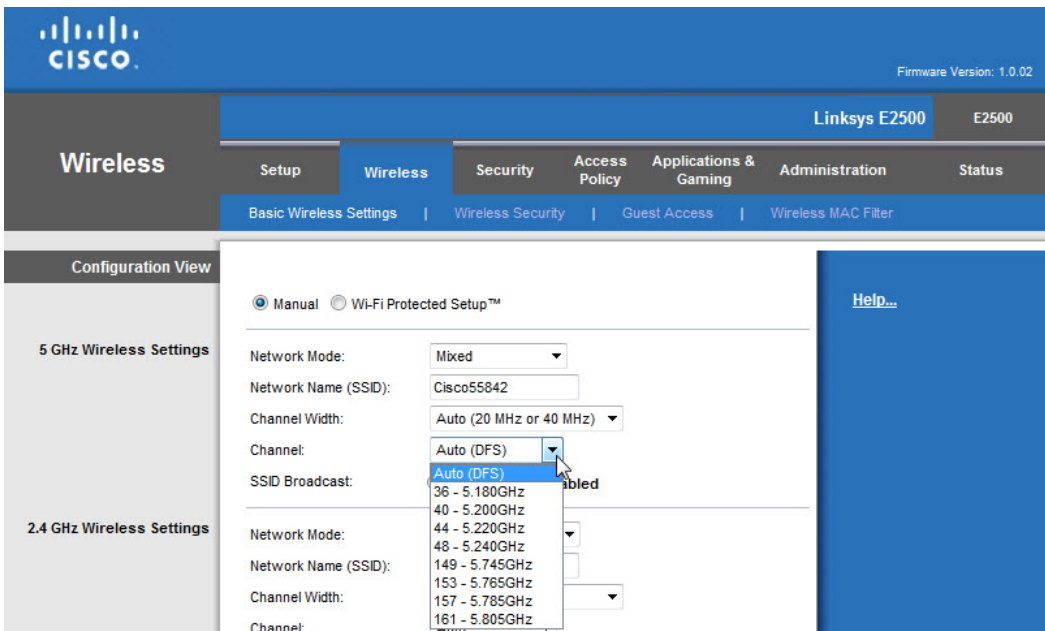 CISCO.
Firmware Version: 1.0.02
Linksys E2500 E2500
Wireless
Setup Wireless Security Access Policy Applications & Gaming Administration Status
Basic Wireless Settings | Wireless Security | Guest Access | Wireless MAC Filter
Configuration View
Manual Wi-Fi Protected Setup™
Help...
5 GHz Wireless Settings
Network Mode: Mixed
Network Name (SSID): Cisco55842
Channel Width: Auto (20 MHz or 40 MHz)
Channel: Auto (DFS)
Auto (DFS)
SSID Broadcast:
36 - 5.180GHz
40 - 5.200GHz
44 - 5.220GHz
2.4 GHz Wireless Settings
Network Mode:
48 - 5.240GHz
149 - 5.745GHz
Network Name (SSID):
153 - 5.765GHz
157 - 5.785GHz
Channel Width:
161 - 5.805GHz
Channel: